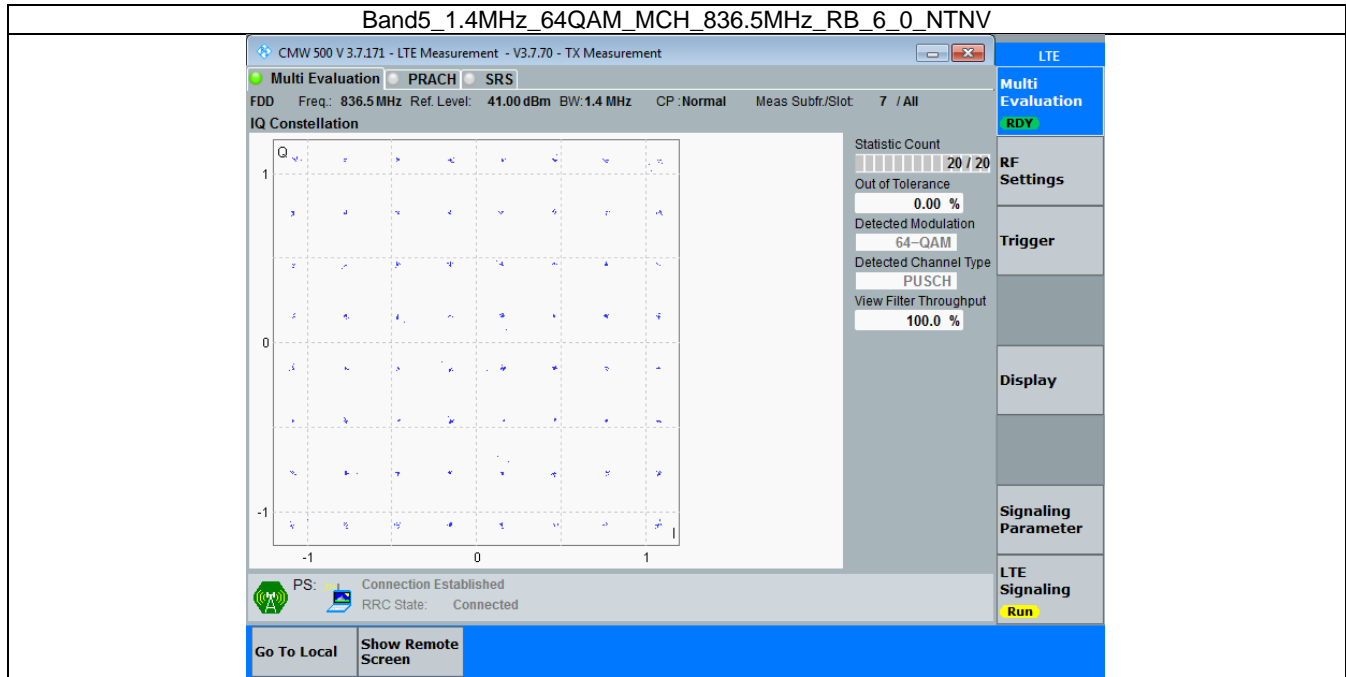 Band5_1.4MHz_64QAM_MCH_836.5MHz_RB_6_0_NTNV
CMW 500 V 3.7.171 - LTE Measurement - V3.7.70 - TX Measurement
LTE
Multi Evaluation PRACH SRS
Multi
Evaluation
RDY
FDD Freq.: 836.5 MHz Ref. Level: 41.00 dBm BW: 1.4 MHz CP : Normal Meas Subfr./Slot: 7 / All
IQ Constellation
Q
1
0
-1
-1 0 1
I
Statistic Count
20 / 20
Out of Tolerance
0.00 %
Detected Modulation
64-QAM
Detected Channel Type
PUSCH
View Filter Throughput
100.0 %
RF
Settings
Trigger
Display
Signaling
Parameter
LTE
Signaling
Run
PS: Connection Established
RRC State: Connected
Go To Local
Show Remote
Screen